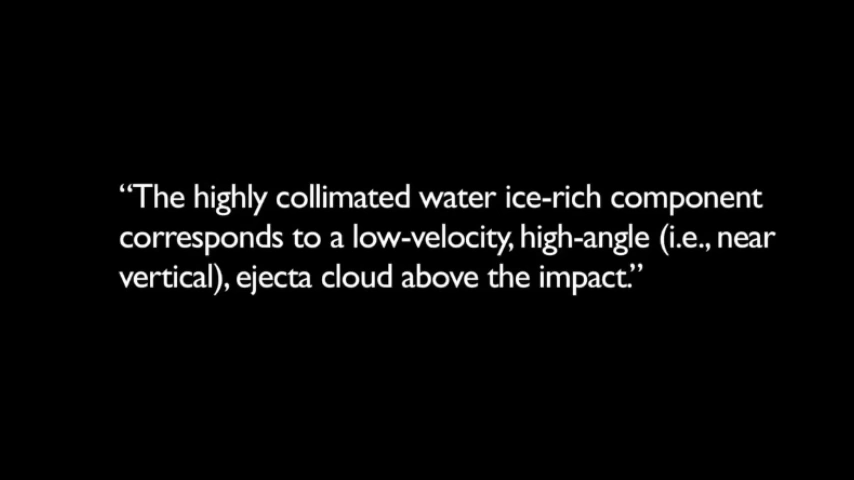 “The highly collimated water ice-rich component
corresponds to a low-velocity, high-angle (i.e., near
vertical), ejecta cloud above the impact.”